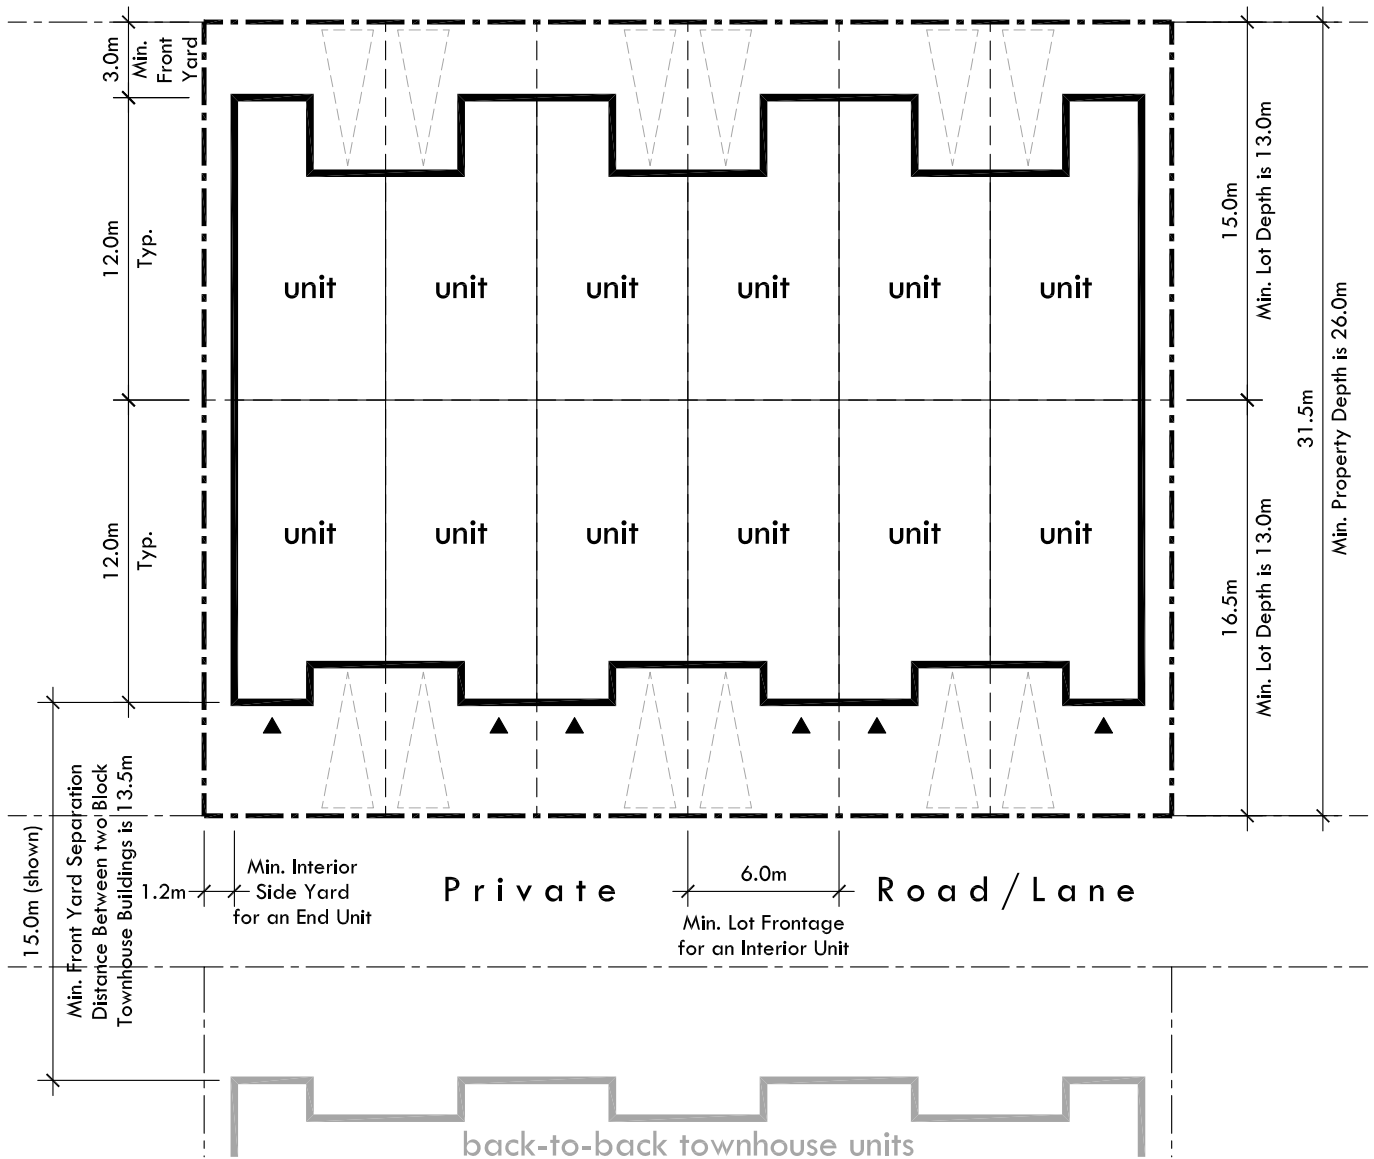 3.0m
Min.
Front
Yard
12.0m
Typ.
15.0m
Min. Lot Depth is 13.0m
31.5m
Min. Property Depth is 26.0m
unit unit unit unit unit unit
12.0m
Typ.
16.5m
Min. Lot Depth is 13.0m
unit unit unit unit unit unit
15.0m (shown)
Min. Front Yard Separation
Distance Between two Block
Townhouse Buildings is 13.5m
1.2m
Min. Interior
Side Yard
for an End Unit
Private Road/Lane
6.0m
Min. Lot Frontage
for an Interior Unit
back-to-back townhouse units